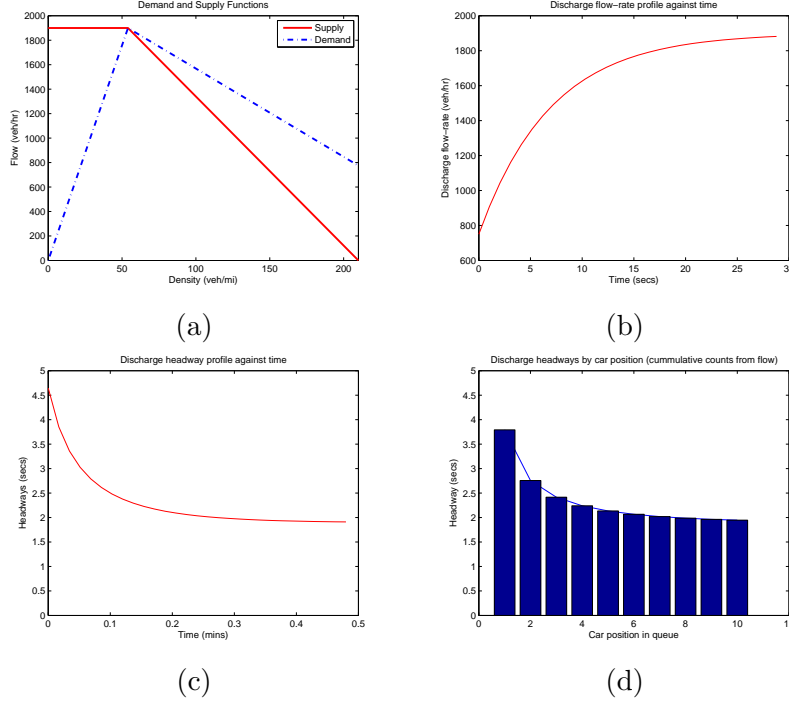 Demand and Supply Functions
Flow (veh/hr)
2000
1800
1600
1400
1200
1000
800
600
400
200
0
0 50 100 150 200
Density (veh/mi)
Supply
Demand
(a)
Discharge flow-rate profile against time
Discharge flow-rate (veh/hr)
2000
1800
1600
1400
1200
1000
800
600
0 5 10 15 20 25 3
Time (secs)
(b)
Discharge headway profile against time
Headways (secs)
5
4.5
4
3.5
3
2.5
2
1.5
1
0.5
0
0 0.1 0.2 0.3 0.4 0.5
Time (mins)
(c)
Discharge headways by car position (cummulative counts from flow)
Headway (secs)
5
4.5
4
3.5
3
2.5
2
1.5
1
0.5
0
0 2 4 6 8 10 1
Car position in queue
(d)